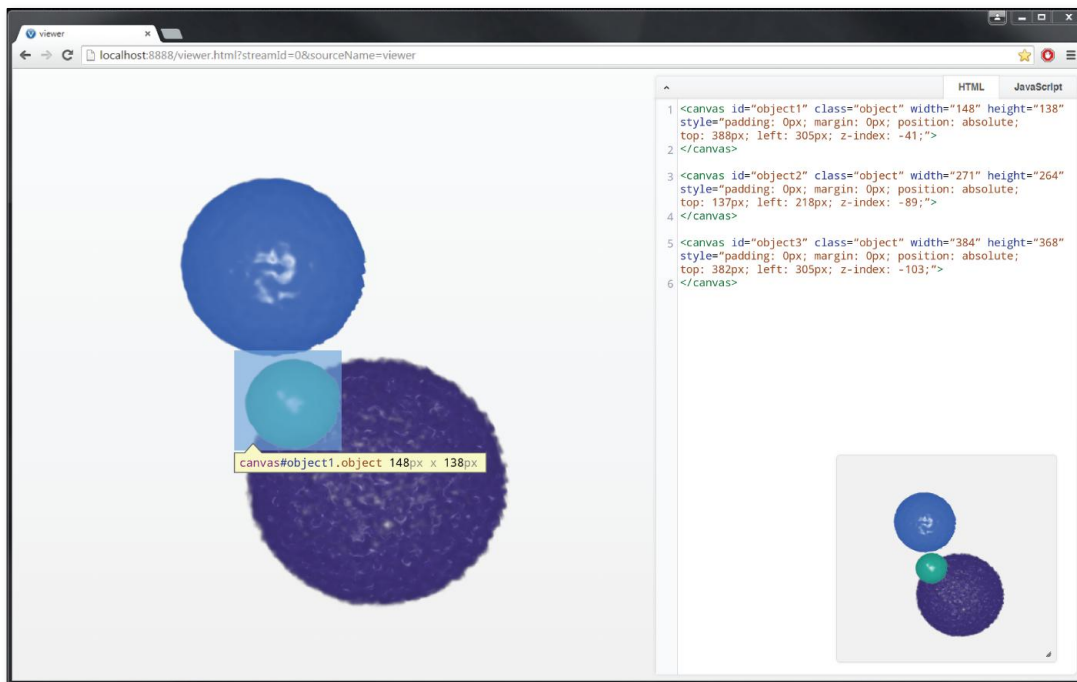 viewer
localhost:8888/viewer.html?streamId=0&sourceName=viewer
HTML JavaScript
1 <canvas id=“object1” class=“object” width=“148” height=“138”
style=“padding: 0px; margin: 0px; position: absolute;
top: 388px; left: 305px; z-index: -41;”>
2 </canvas>
3 <canvas id=“object2” class=“object” width=“271” height=“264”
style=“padding: 0px; margin: 0px; position: absolute;
top: 137px; left: 218px; z-index: -89;”>
4 </canvas>
5 <canvas id=“object3” class=“object” width=“384” height=“368”
style=“padding: 0px; margin: 0px; position: absolute;
top: 382px; left: 305px; z-index: -103;”>
6 </canvas>
canvas#object1.object 148px x 138px